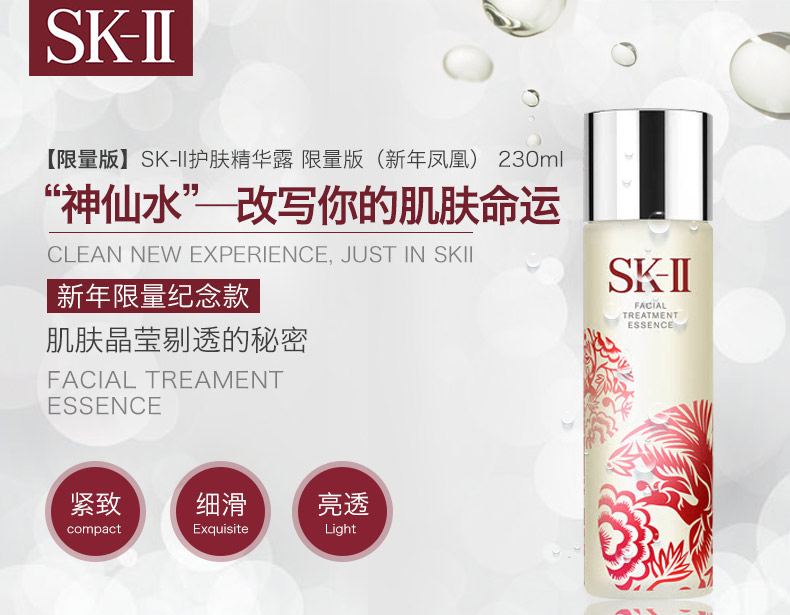 SK-II
【限量版】SK-II护肤精华露 限量版（新年凤凰） 230ml
“神仙水”—改写你的肌肤命运
CLEAN NEW EXPERIENCE, JUST IN SKII
新年限量纪念款
肌肤晶莹剔透的秘密
FACIAL TREAMENT
ESSENCE
紧致
compact
细滑
Exquisite
亮透
Light
SK-II
FACIAL
TREATMENT
ESSENCE